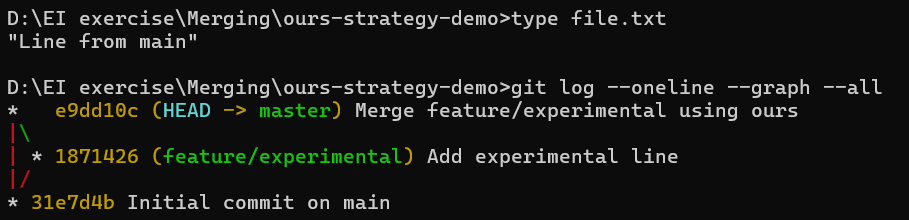 D:\EI exercise\Merging\ours-strategy-demo>type file.txt
"Line from main"
D:\EI exercise\Merging\ours-strategy-demo>git log --oneline --graph --all
*   e9dd10c (HEAD -> master) Merge feature/experimental using ours
|\
| * 1871426 (feature/experimental) Add experimental line
|/
* 31e7d4b Initial commit on main